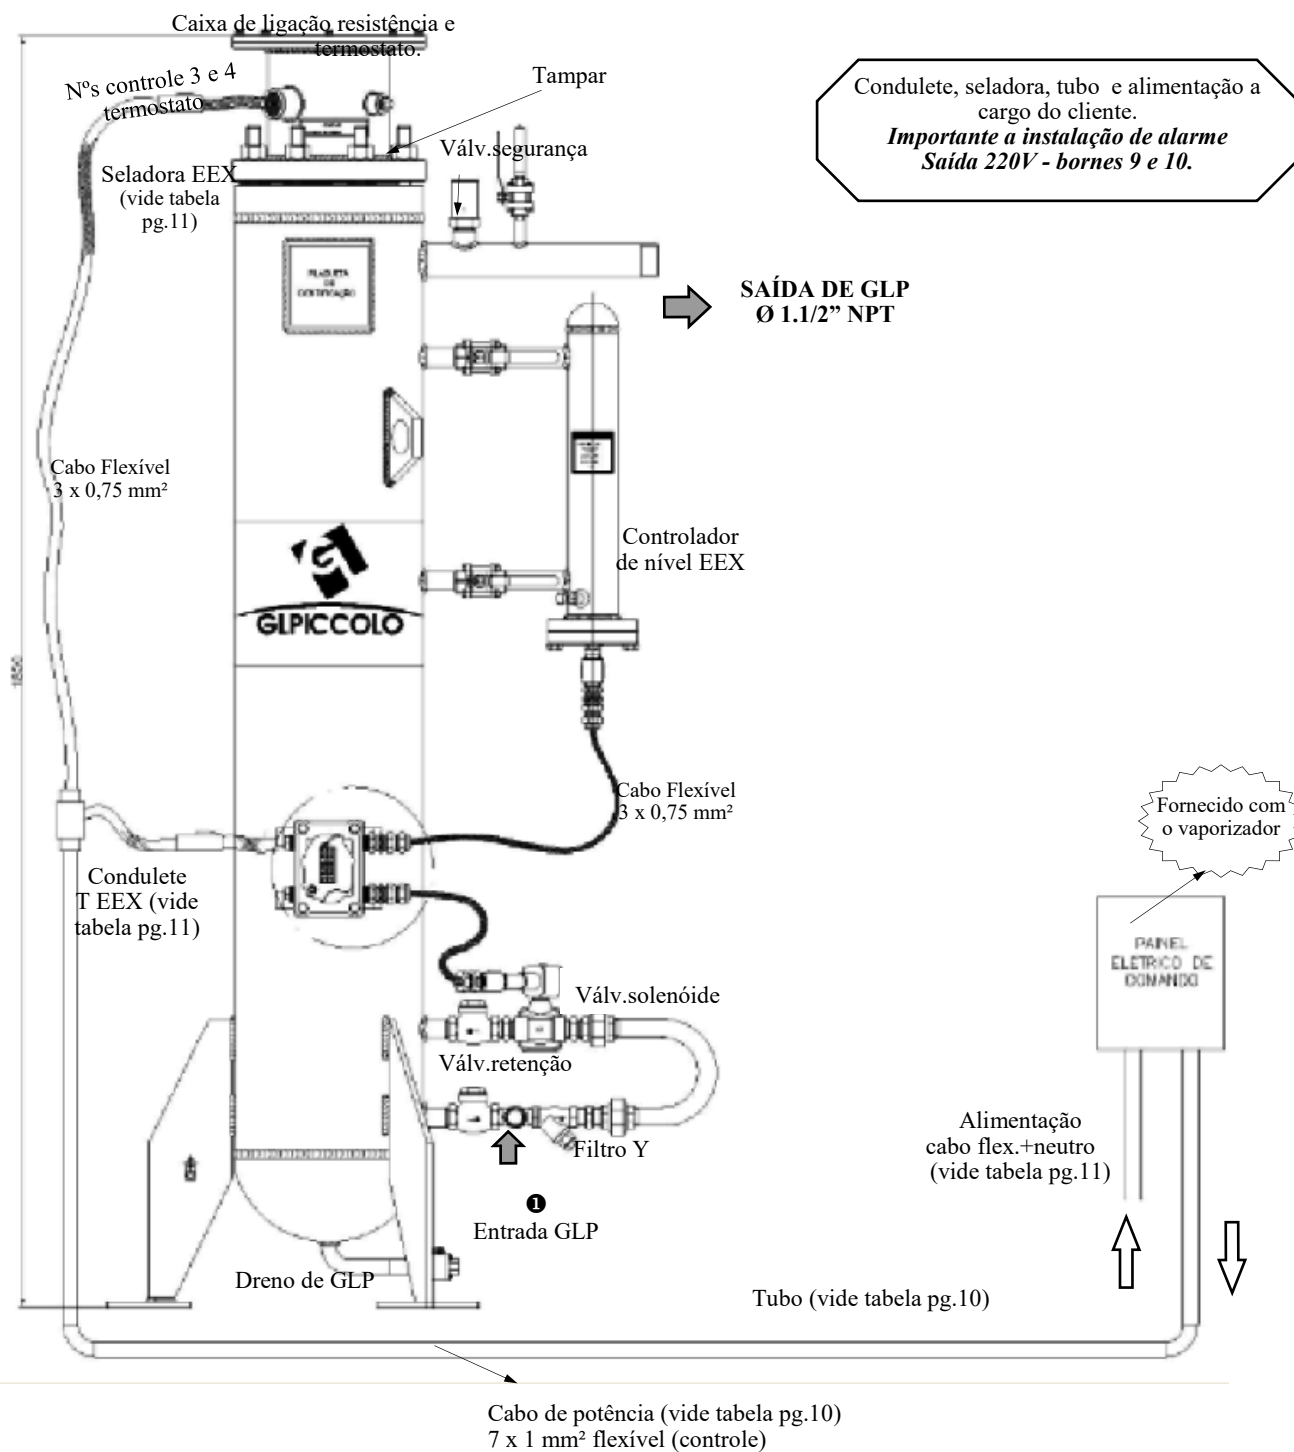 Caixa de ligação resistência e
termostato.
Nºs controle 3 e 4
termostato
Tampar
Condulete, seladora, tubo e alimentação a
cargo do cliente.
Importante a instalação de alarme
Saída 220V - bornes 9 e 10.
Válv.segurança
Seladora EEX
(vide tabela
pg.11)
PLAQUETA
DE
CERTIFICAÇÃO
SAÍDA DE GLP
Ø 1.1/2” NPT
Cabo Flexível
3 x 0,75 mm²
Controlador
de nível EEX
GLPICCOLO
1850
Cabo Flexível
3 x 0,75 mm²
Fornecido com
o vaporizador
Condulete
T EEX (vide
tabela pg.11)
PAINEL
ELÉTRICO DE
COMANDO
Válv.solenóide
Válv.retenção
Filtro Y
Alimentação
cabo flex.+neutro
(vide tabela pg.11)
❶
Entrada GLP
Dreno de GLP
Tubo (vide tabela pg.10)
Cabo de potência (vide tabela pg.10)
7 x 1 mm² flexível (controle)